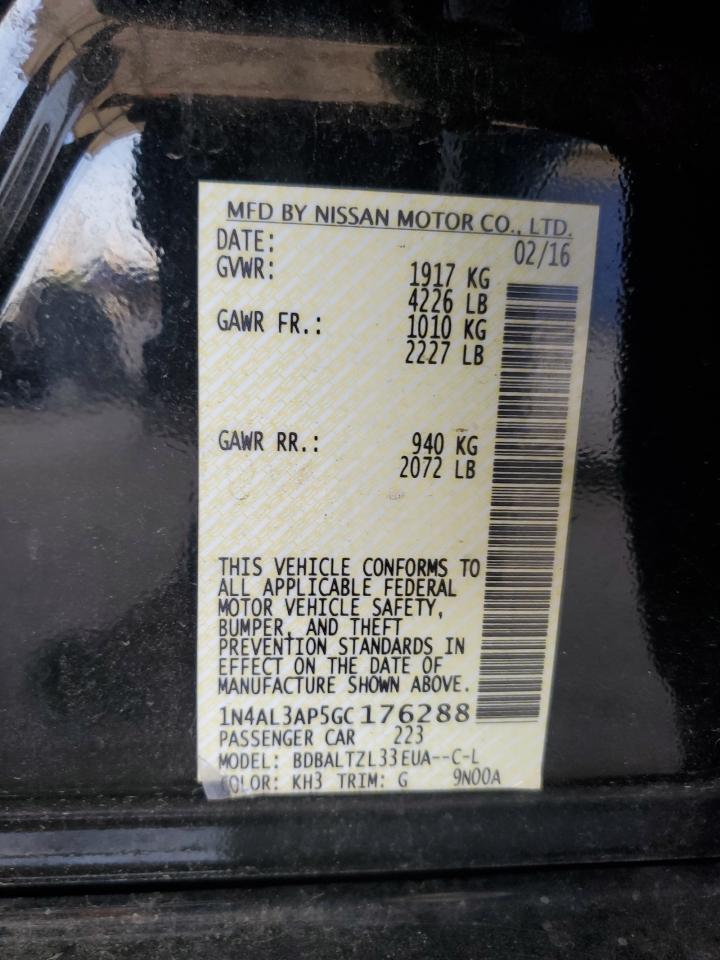 MFD BY NISSAN MOTOR CO., LTD.
DATE: 02/16
GVWR: 1917 KG
4226 LB
GAWR FR.: 1010 KG
2227 LB
GAWR RR.: 940 KG
2072 LB
THIS VEHICLE CONFORMS TO
ALL APPLICABLE FEDERAL
MOTOR VEHICLE SAFETY,
BUMPER, AND THEFT
PREVENTION STANDARDS IN
EFFECT ON THE DATE OF
MANUFACTURE SHOWN ABOVE.
1N4AL3AP5GC176288
PASSENGER CAR 223
MODEL: BDBALTZL33EUA--C-L
COLOR: KH3 TRIM: G 9N00A